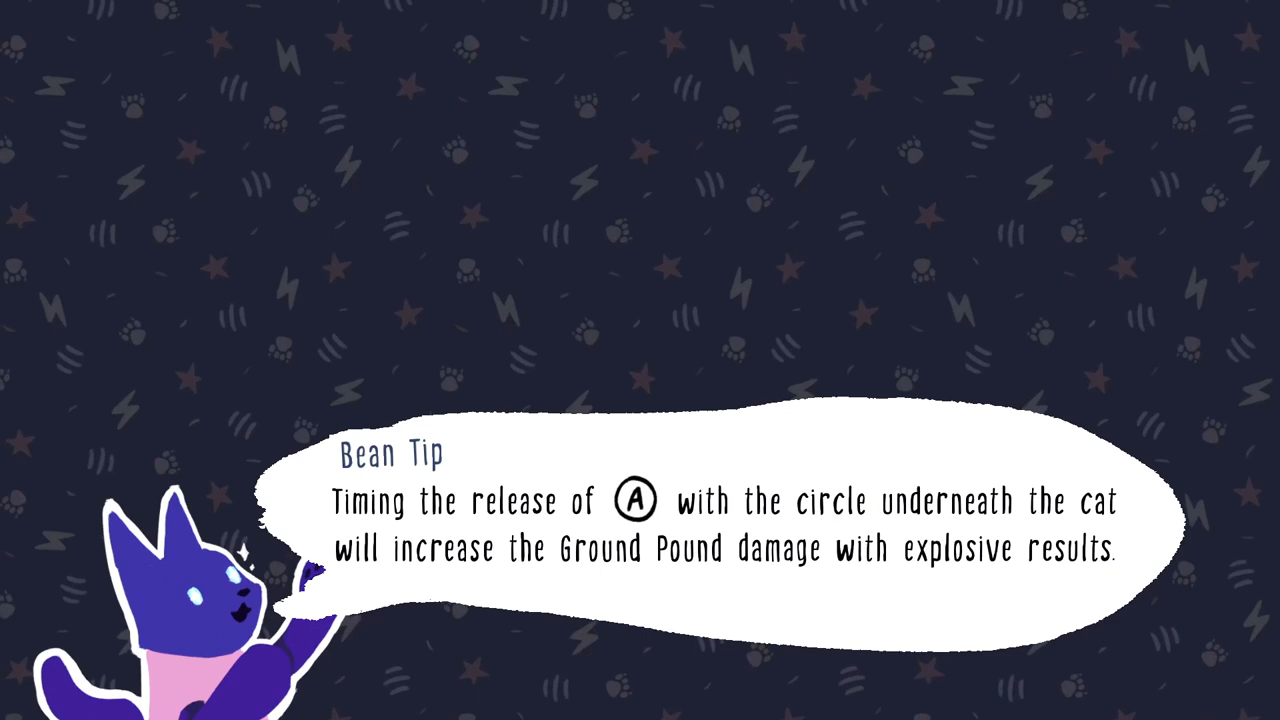 Bean Tip
Timing the release of A with the circle underneath the cat
will increase the Ground Pound damage with explosive results.